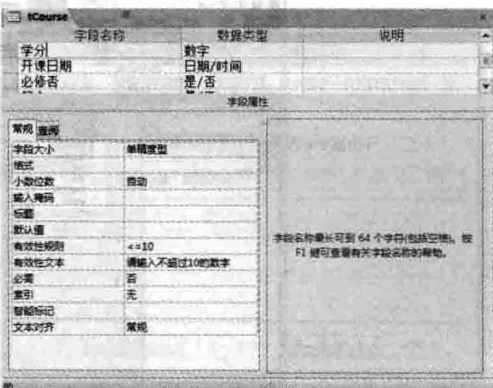 tCourse
字段名称 数据类型 说明
学分 数字
开课日期 日期/时间
必修否 是/否
字段属性
常规 查阅
字段大小 单精度型
格式
小数位数 自动
输入掩码
标题
默认值
有效性规则 <=10
有效性文本 请输入不超过10的数字
必需 否
索引 无
智能标记
文本对齐 常规
字段名称最长可到 64 个字符(包括空格)。按
F1 键可查看有关字段名称的帮助。